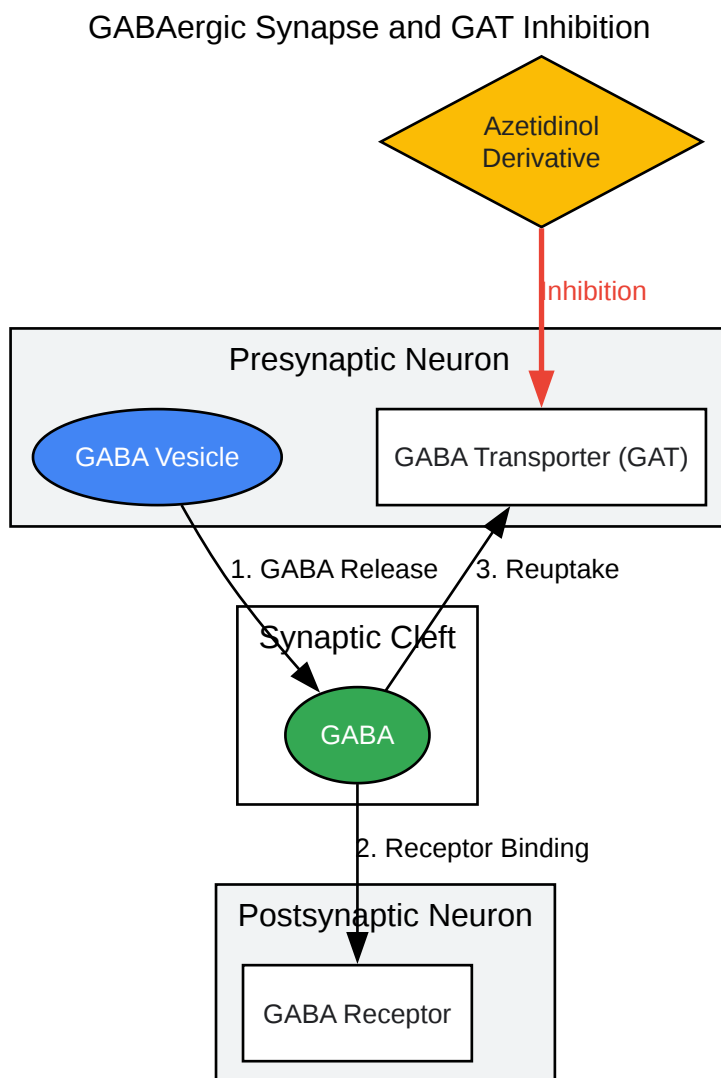 GABAergic Synapse and GAT Inhibition
Azetidinol
Derivative
Inhibition
Presynaptic Neuron
GABA Vesicle
GABA Transporter (GAT)
1. GABA Release
3. Reuptake
Synaptic Cleft
GABA
2. Receptor Binding
Postsynaptic Neuron
GABA Receptor